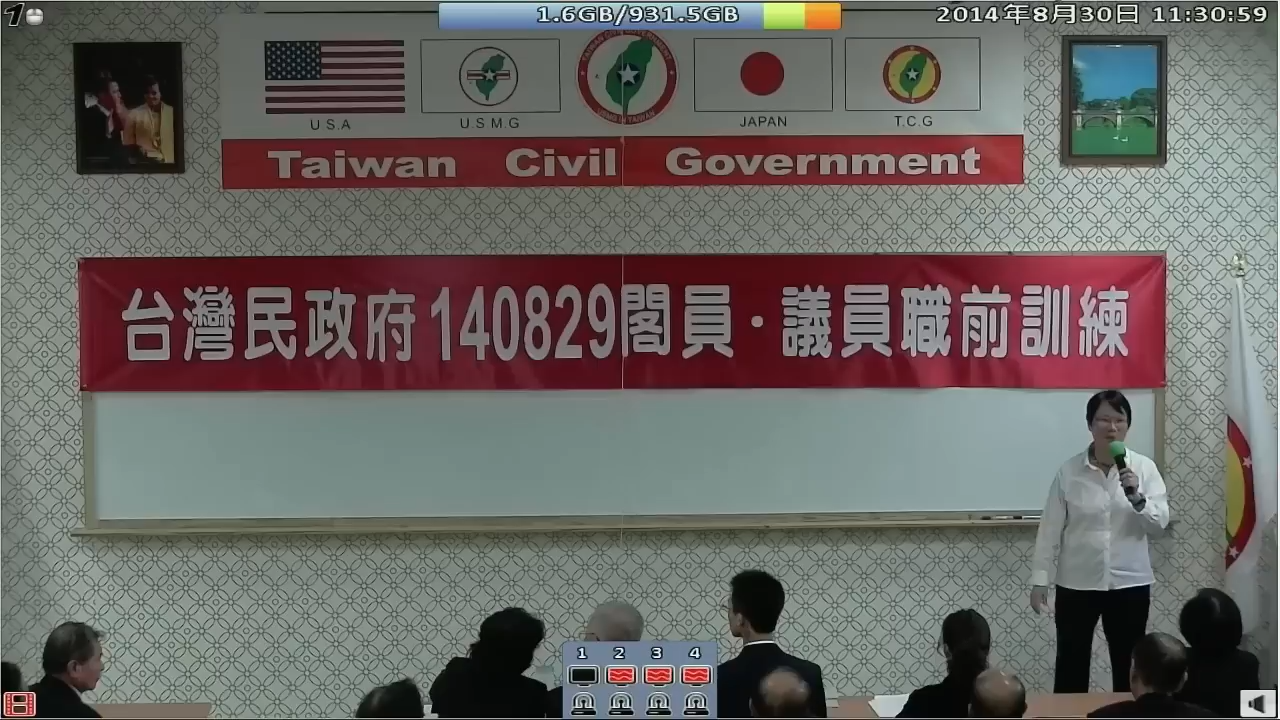 1
1.6GB/931.5GB
2014年8月30日 11:30:59
U.S.A
U.S.M.G
JAPAN
T.C.G
Taiwan Civil Government
台灣民政府140829閣員·議員職前訓練
1 2 3 4